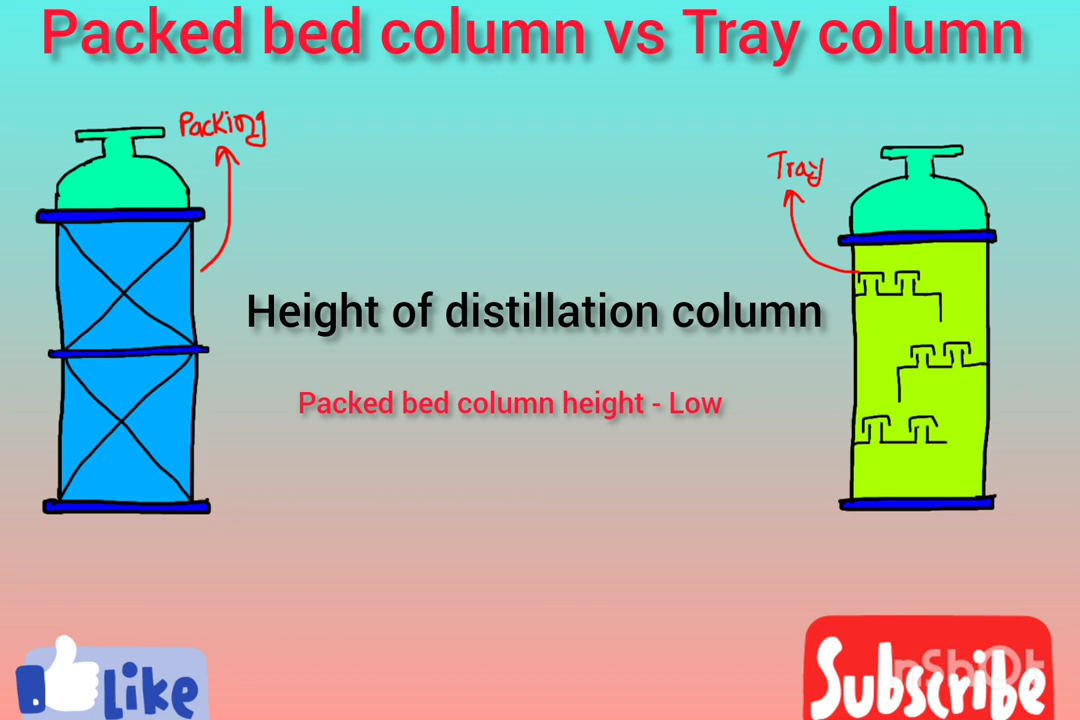 Packed bed column vs Tray column
Packing
Tray
Height of distillation column
Packed bed column height - Low
Like
Subscribe
InShOt